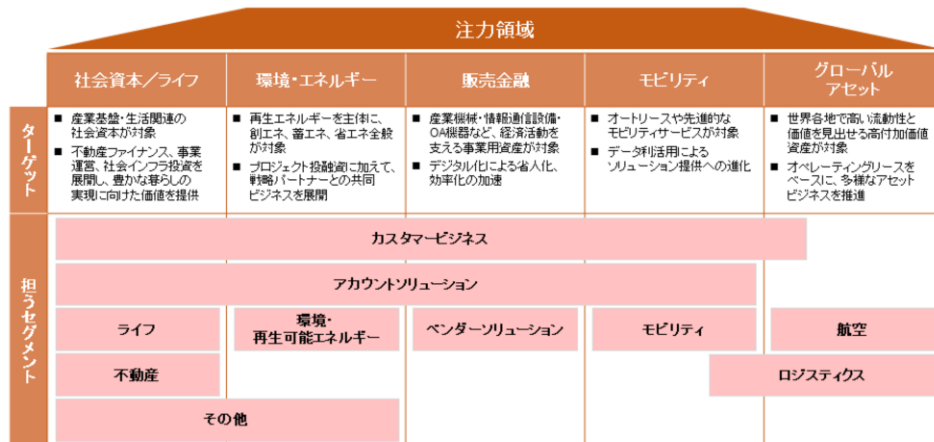 注力領域
社会資本／ライフ
環境・エネルギー
販売金融
モビリティ
グローバル
アセット
ターゲット
■ 産業基盤・生活関連の
社会資本が対象
■ 不動産ファイナンス、事業
運営、社会インフラ投資を
展開し、豊かな暮らしの
実現に向けた価値を提供
■ 再生エネルギーを主体に、
創エネ、蓄エネ、省エネ全般
が対象
■ プロジェクト投融資に加えて、
戦略パートナーとの共同
ビジネスを展開
■ 産業機械・情報通信設備・
OA機器など、経済活動を
支える事業用資産が対象
■ デジタル化による省人化、
効率化の加速
■ オートリースや先進的な
モビリティサービスが対象
■ データ利活用による
ソリューション提供への進化
■ 世界各地で高い流動性と
価値を見出せる高付加価値
資産が対象
■ オペレーティングリースを
ベースに、多様なアセット
ビジネスを推進
担うセグメント
カスタマービジネス
アカウントソリューション
ライフ
環境・
再生可能エネルギー
ベンダーソリューション
モビリティ
航空
不動産
ロジスティクス
その他